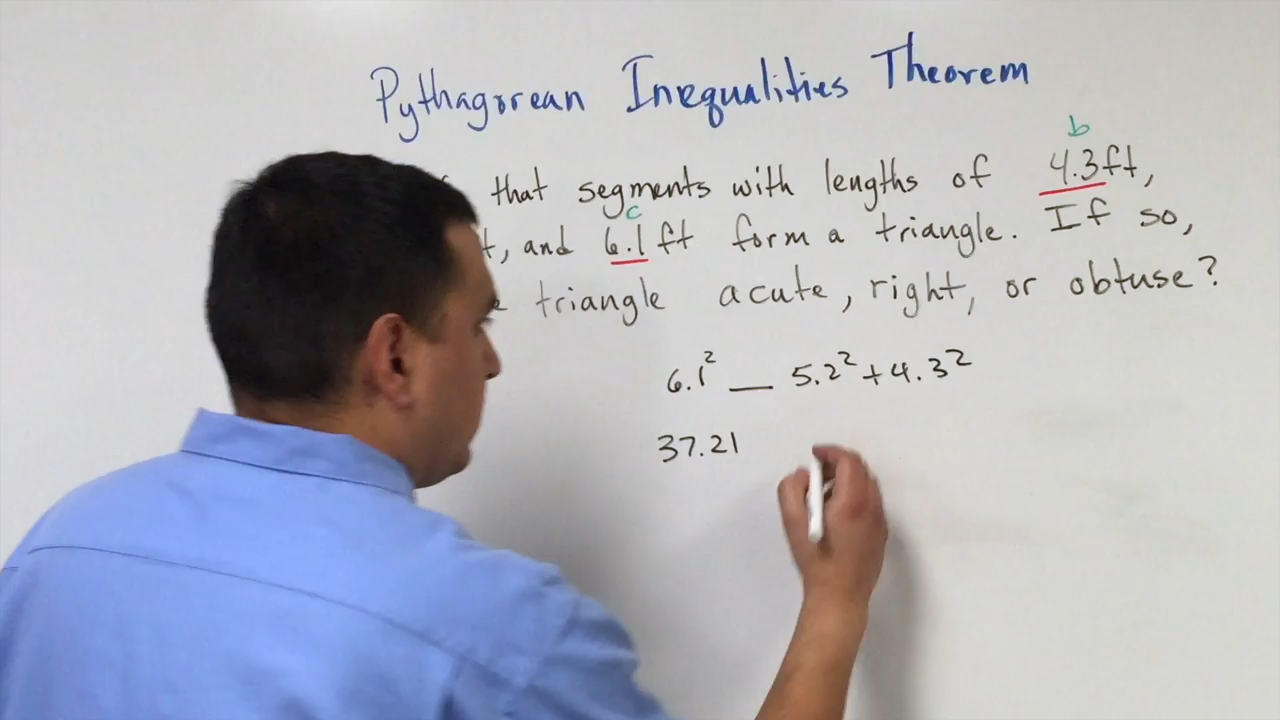 Pythagorean Inequalities Theorem
b
that segments with lengths of 4.3ft,
c
t, and 6.1ft form a triangle. If so,
triangle acute, right, or obtuse?
6.1² __ 5.2² + 4.3²
37.21